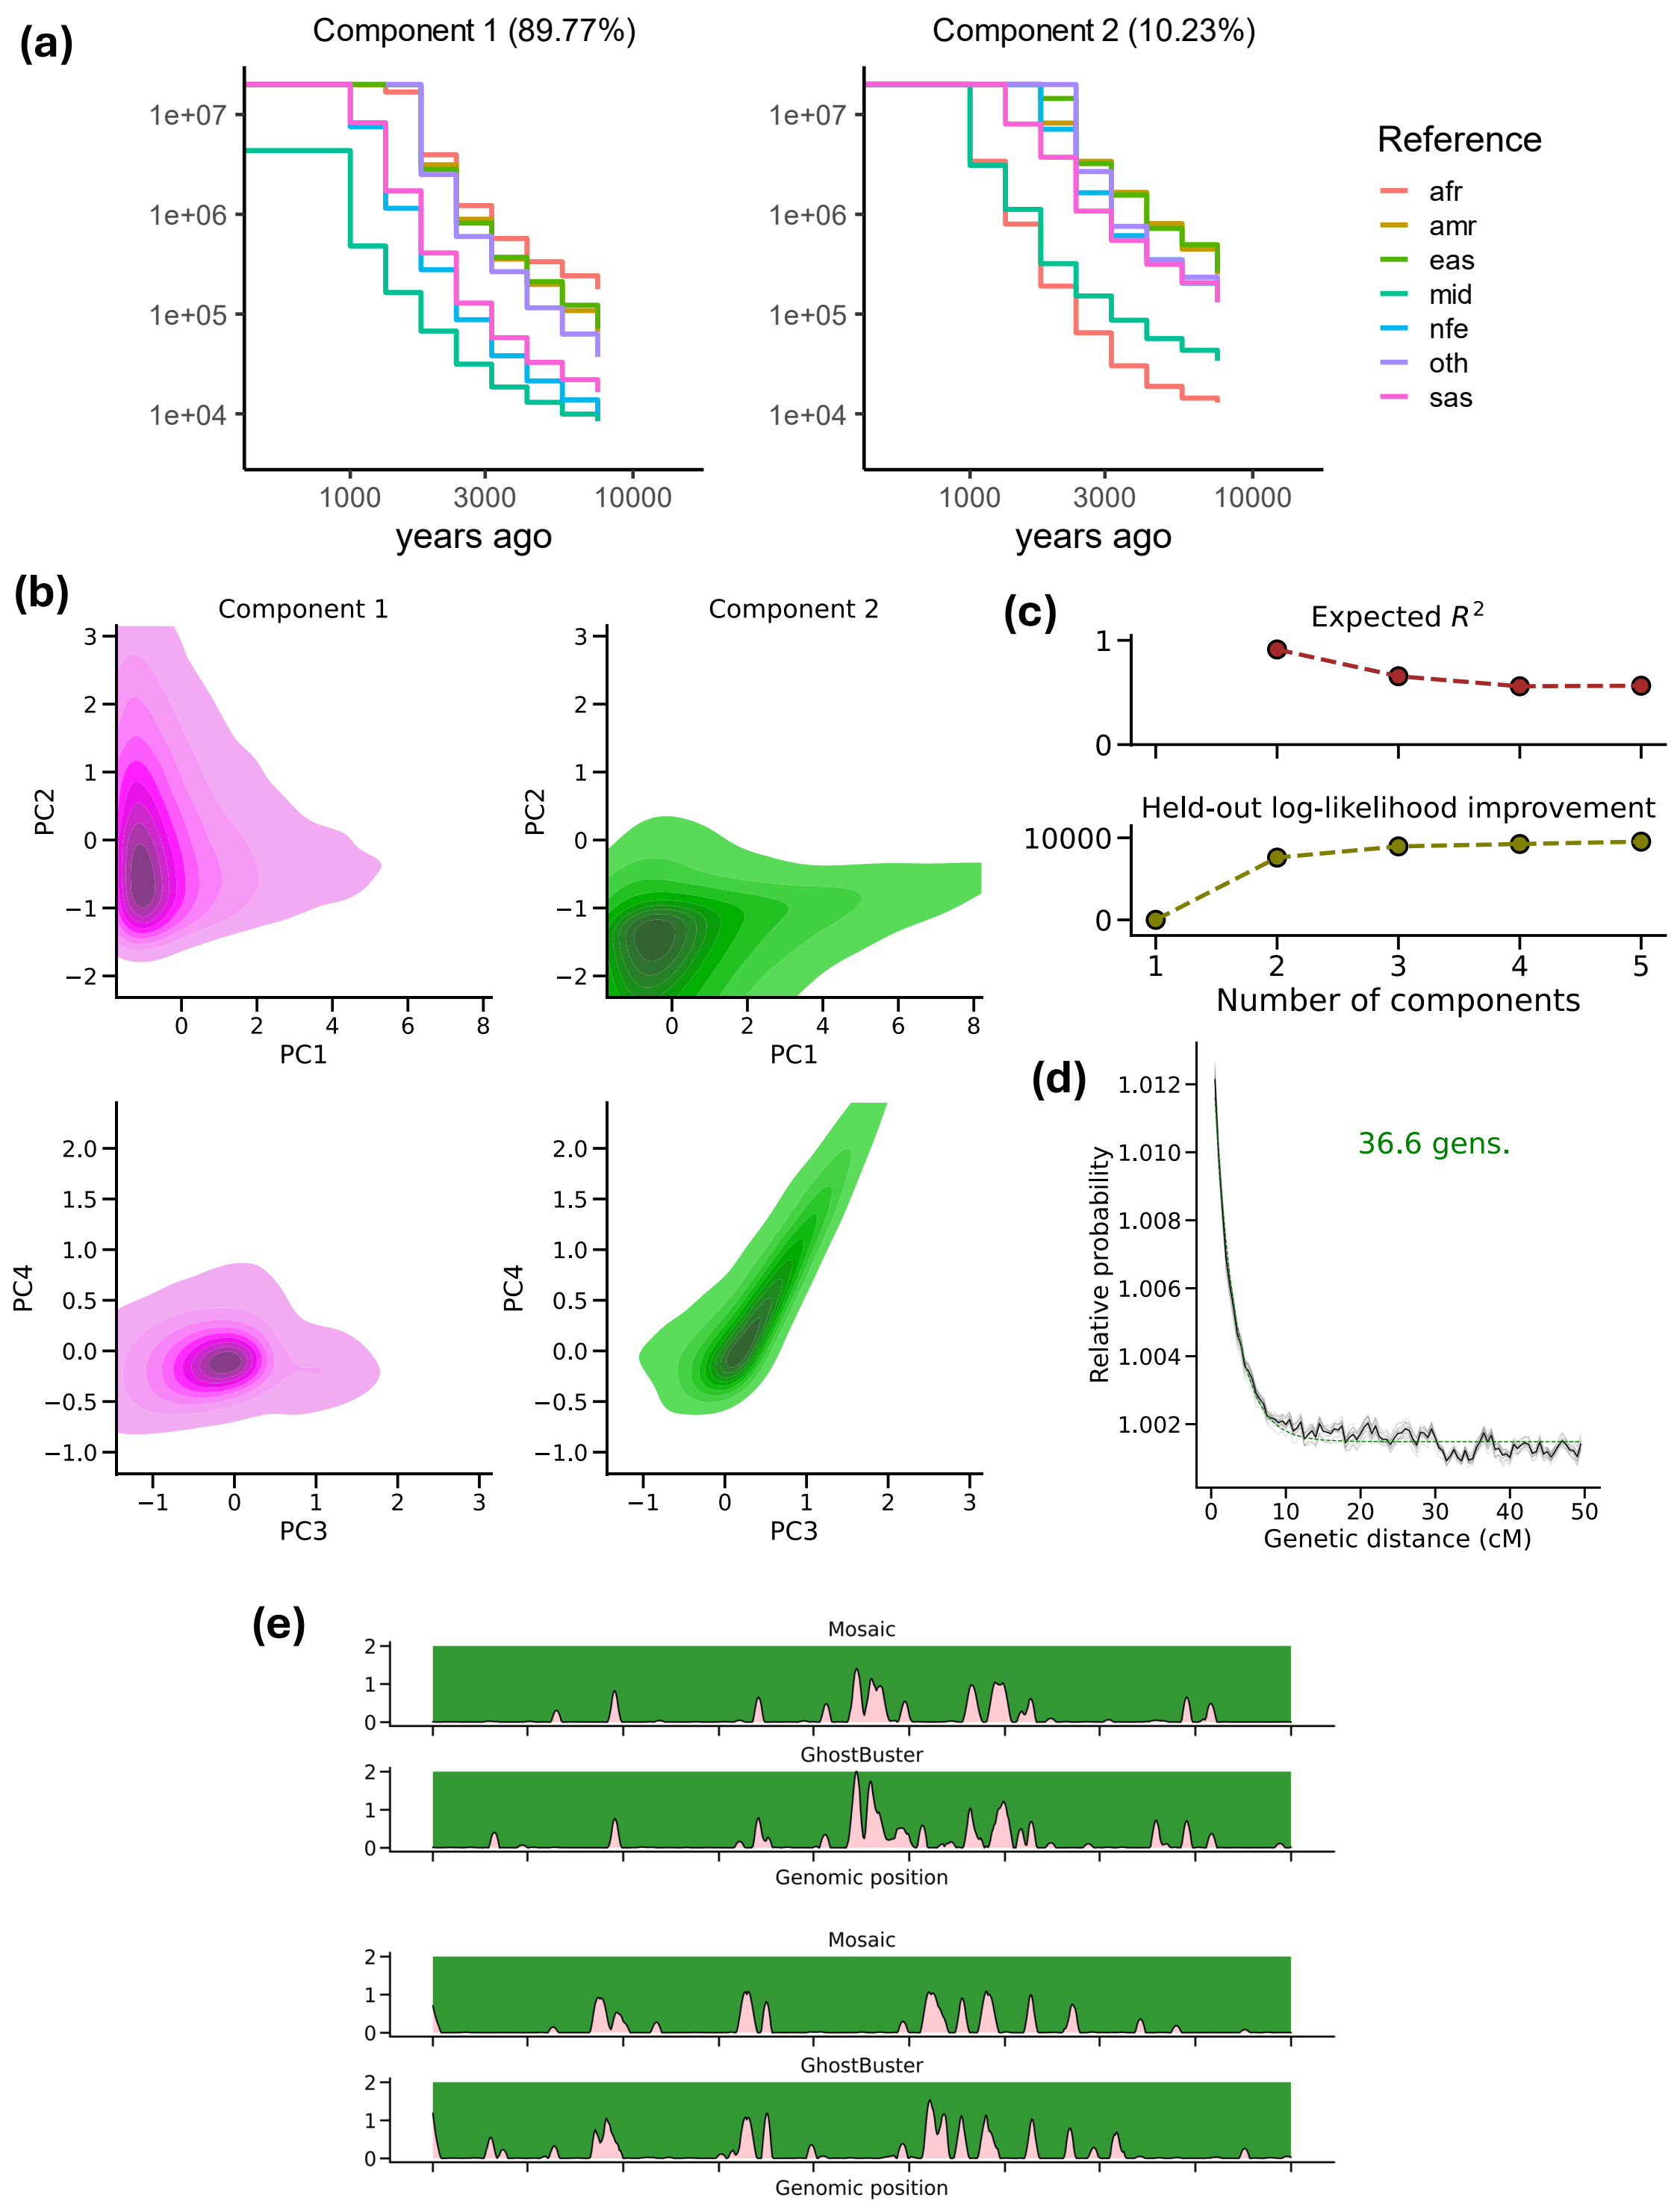 (a)
Component 1 (89.77%)
Component 2 (10.23%)
1e+07
1e+06
1e+05
1e+04
1000
3000
10000
years ago
1e+07
1e+06
1e+05
1e+04
1000
3000
10000
years ago
Reference
afr
amr
eas
mid
nfe
oth
sas
(b)
Component 1
3
2
1
0
−1
−2
PC2
0
2
4
6
8
PC1
Component 2
3
2
1
0
−1
−2
PC2
0
2
4
6
8
PC1
2.0
1.5
1.0
0.5
0.0
−0.5
−1.0
PC4
−1
0
1
2
3
PC3
2.0
1.5
1.0
0.5
0.0
−0.5
−1.0
PC4
−1
0
1
2
3
PC3
(c)
Expected R²
1
0
Held-out log-likelihood improvement
10000
0
1
2
3
4
5
Number of components
(d)
1.012
1.010
1.008
1.006
1.004
1.002
Relative probability
36.6 gens.
0
10
20
30
40
50
Genetic distance (cM)
(e)
Mosaic
2
1
0
GhostBuster
2
1
0
Genomic position
Mosaic
2
1
0
GhostBuster
2
1
0
Genomic position